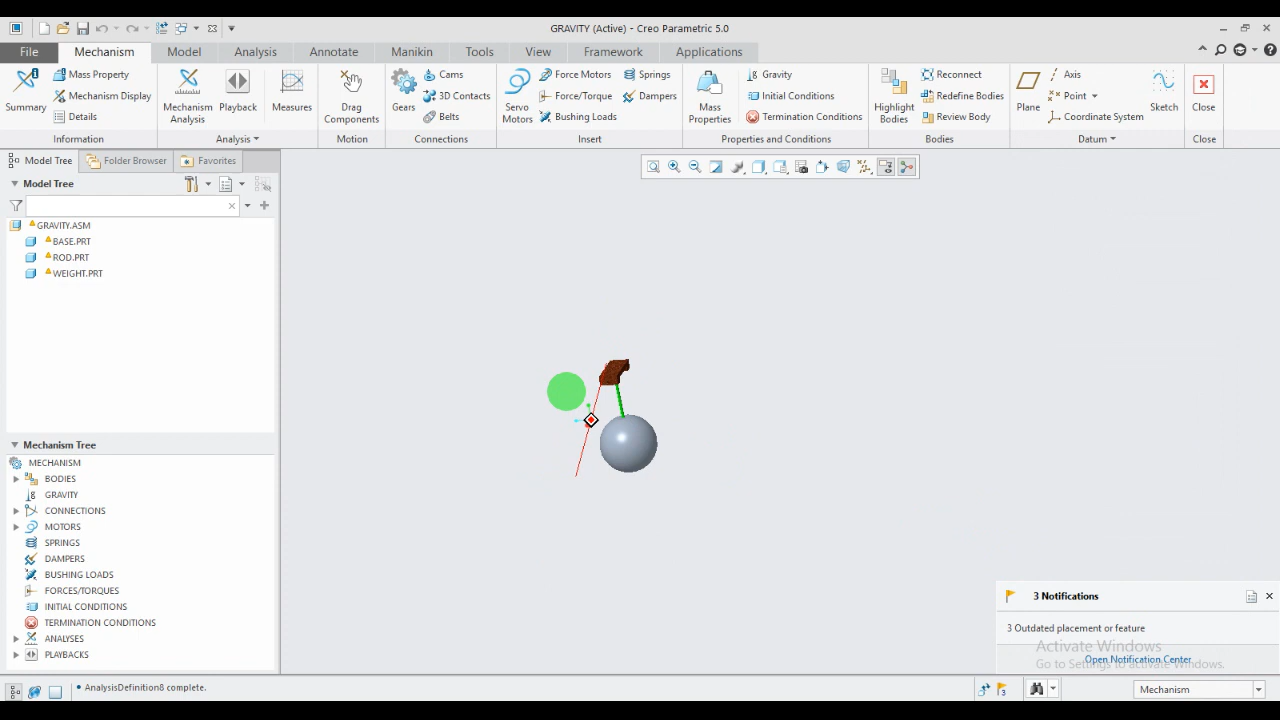 GRAVITY (Active) - Creo Parametric 5.0
File Mechanism Model Analysis Annotate Manikin Tools View Framework Applications
Summary
Mass Property
Mechanism Display
Details
Information
Mechanism
Analysis
Playback
Measures
Analysis
Drag
Components
Motion
Gears
Cams
3D Contacts
Belts
Connections
Servo
Motors
Force Motors
Force/Torque
Bushing Loads
Springs
Dampers
Insert
Mass
Properties
Gravity
Initial Conditions
Termination Conditions
Properties and Conditions
Highlight
Bodies
Reconnect
Redefine Bodies
Review Body
Bodies
Plane
Axis
Point
Coordinate System
Sketch
Datum
Close
Close
Model Tree Folder Browser Favorites
Model Tree
GRAVITY.ASM
BASE.PRT
ROD.PRT
WEIGHT.PRT
Mechanism Tree
MECHANISM
BODIES
GRAVITY
CONNECTIONS
MOTORS
SPRINGS
DAMPERS
BUSHING LOADS
FORCES/TORQUES
INITIAL CONDITIONS
TERMINATION CONDITIONS
ANALYSES
PLAYBACKS
3 Notifications
3 Outdated placement or feature
Activate Windows
Open Notification Center
Go to Settings to activate Windows.
AnalysisDefinition8 complete.
3
Mechanism